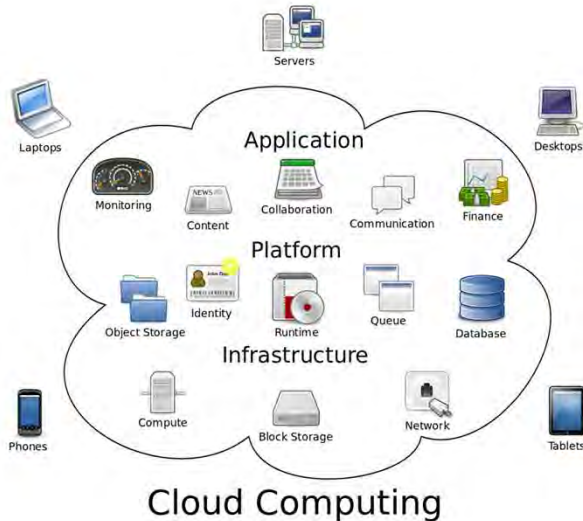 Servers
Laptops
Desktops
Application
Monitoring
NEWS
Content
Collaboration
Communication
Finance
Platform
Object Storage
Identity
Runtime
Queue
Database
Infrastructure
Compute
Block Storage
Network
Phones
Tablets
Cloud Computing